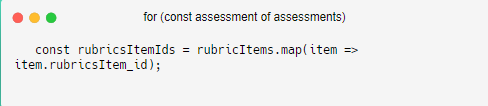 for (const assessment of assessments)
const rubricsItemIds = rubricItems.map(item =>
item.rubricsItem_id);